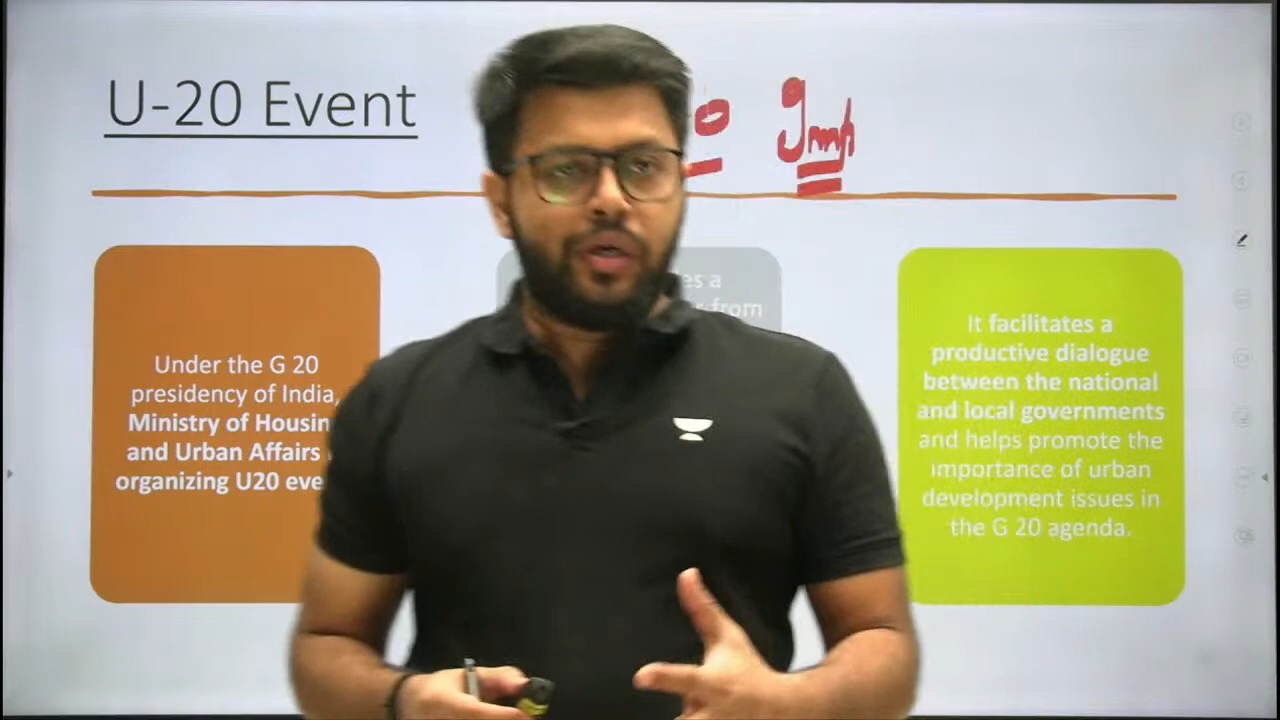 U-20 Event
Imp
Under the G 20
presidency of India,
Ministry of Housin
and Urban Affairs
organizing U20 eve
es a
from
It facilitates a
productive dialogue
between the national
and local governments
and helps promote the
importance of urban
development issues in
the G 20 agenda.